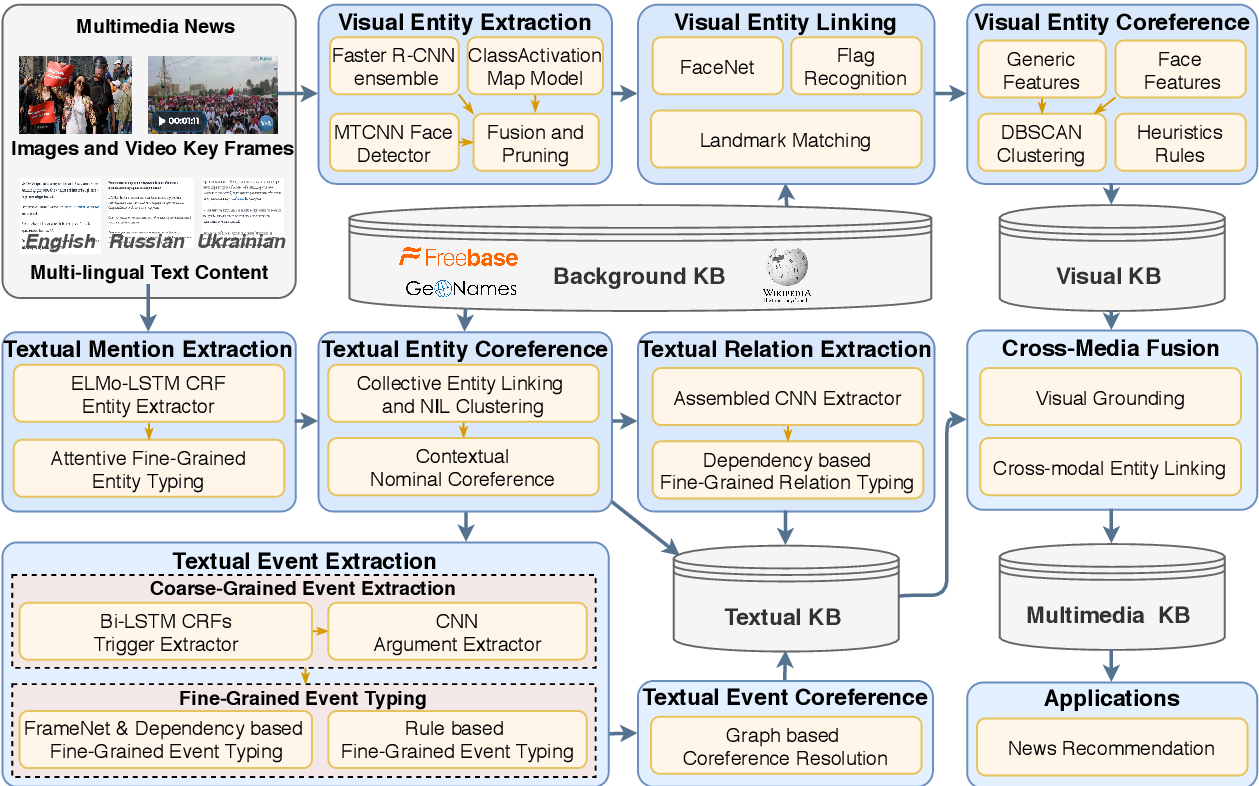 Multimedia News
00:01:11
VOA
Images and Video Key Frames
English Russian Ukrainian
Multi-lingual Text Content
Visual Entity Extraction
Faster R-CNN
ensemble
ClassActivation
Map Model
MTCNN Face
Detector
Fusion and
Pruning
Visual Entity Linking
FaceNet
Flag
Recognition
Landmark Matching
Visual Entity Coreference
Generic
Features
Face
Features
DBSCAN
Clustering
Heuristics
Rules
Freebase
GeoNames
Background KB
WIKIPEDIA
Visual KB
Textual Mention Extraction
ELMo-LSTM CRF
Entity Extractor
Attentive Fine-Grained
Entity Typing
Textual Entity Coreference
Collective Entity Linking
and NIL Clustering
Contextual
Nominal Coreference
Textual Relation Extraction
Assembled CNN Extractor
Dependency based
Fine-Grained Relation Typing
Cross-Media Fusion
Visual Grounding
Cross-modal Entity Linking
Textual Event Extraction
Coarse-Grained Event Extraction
Bi-LSTM CRFs
Trigger Extractor
CNN
Argument Extractor
Fine-Grained Event Typing
FrameNet & Dependency based
Fine-Grained Event Typing
Rule based
Fine-Grained Event Typing
Textual KB
Textual Event Coreference
Graph based
Coreference Resolution
Multimedia KB
Applications
News Recommendation